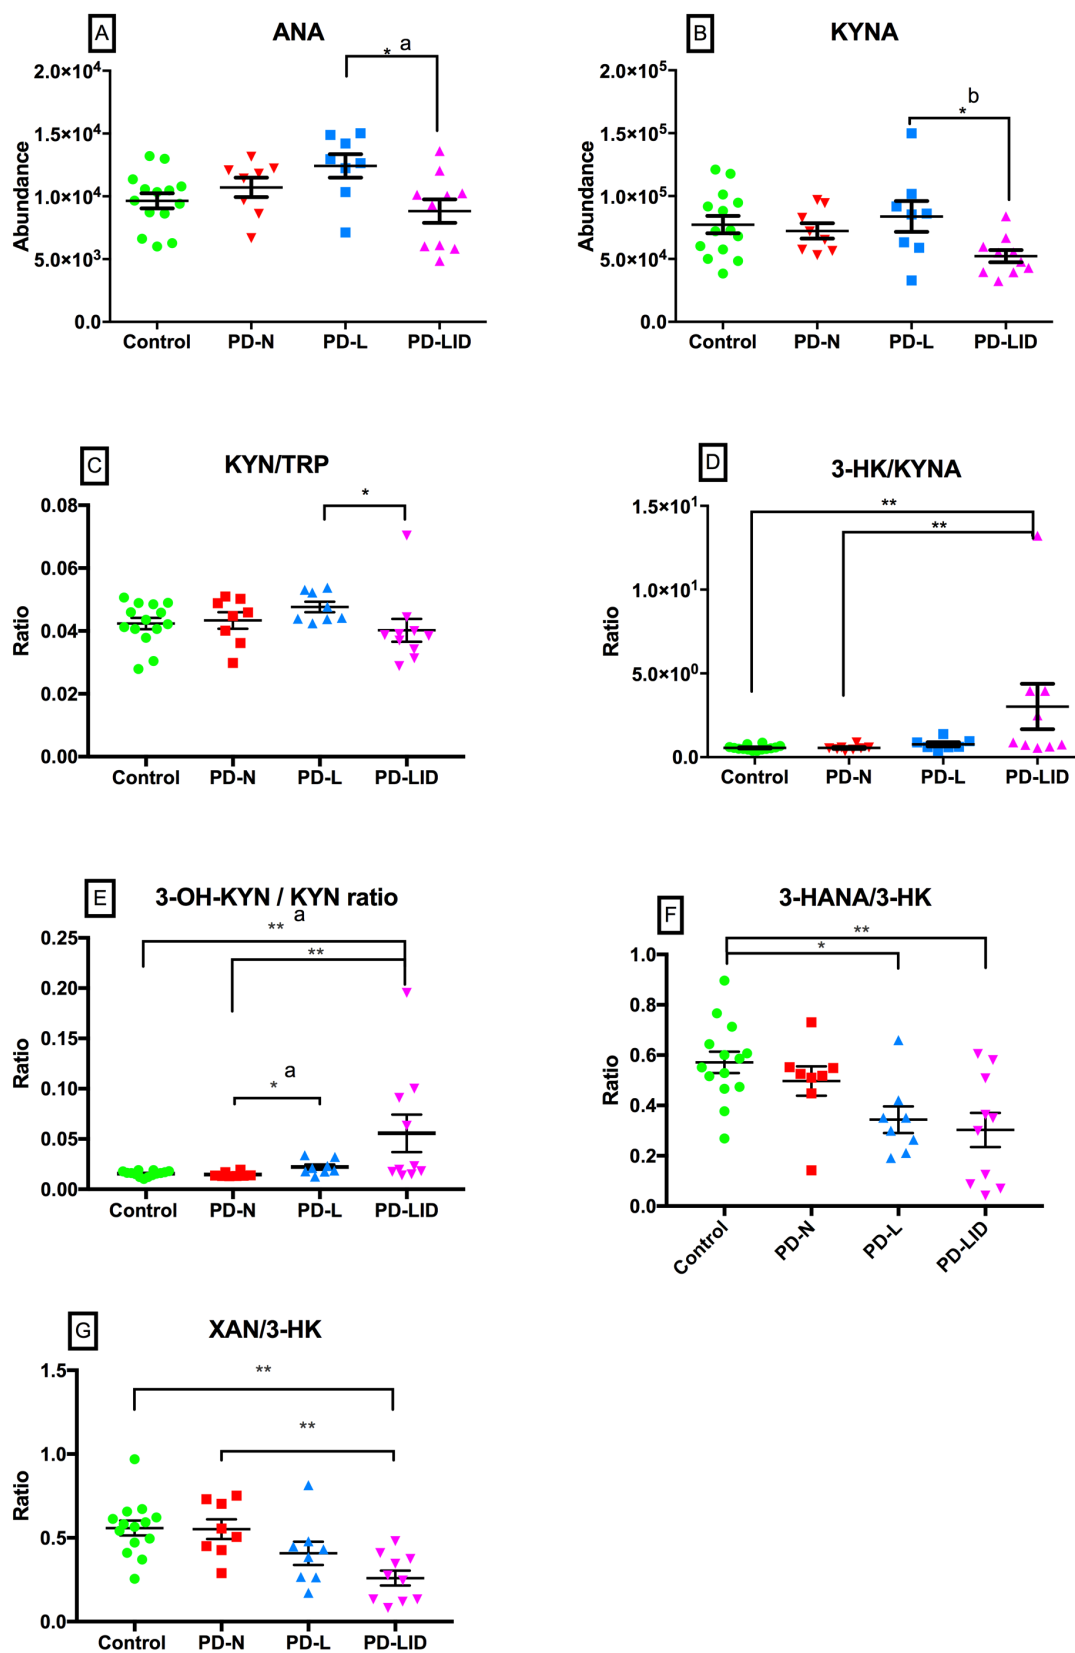 A
ANA
* a
Abundance
2.0×10⁴
1.5×10⁴
1.0×10⁴
5.0×10³
0.0
Control PD-N PD-L PD-LID
B
KYNA
b
*
Abundance
2.0×10⁵
1.5×10⁵
1.0×10⁵
5.0×10⁴
0.0
Control PD-N PD-L PD-LID
C
KYN/TRP
*
Ratio
0.08
0.06
0.04
0.02
0.00
Control PD-N PD-L PD-LID
D
3-HK/KYNA
**
**
Ratio
1.5×10¹
1.0×10¹
5.0×10⁰
0.0
Control PD-N PD-L PD-LID
E
3-OH-KYN / KYN ratio
** a
**
* a
Ratio
0.25
0.20
0.15
0.10
0.05
0.00
Control PD-N PD-L PD-LID
F
3-HANA/3-HK
**
*
Ratio
1.0
0.8
0.6
0.4
0.2
0.0
Control PD-N PD-L PD-LID
G
XAN/3-HK
**
**
Ratio
1.5
1.0
0.5
0.0
Control PD-N PD-L PD-LID